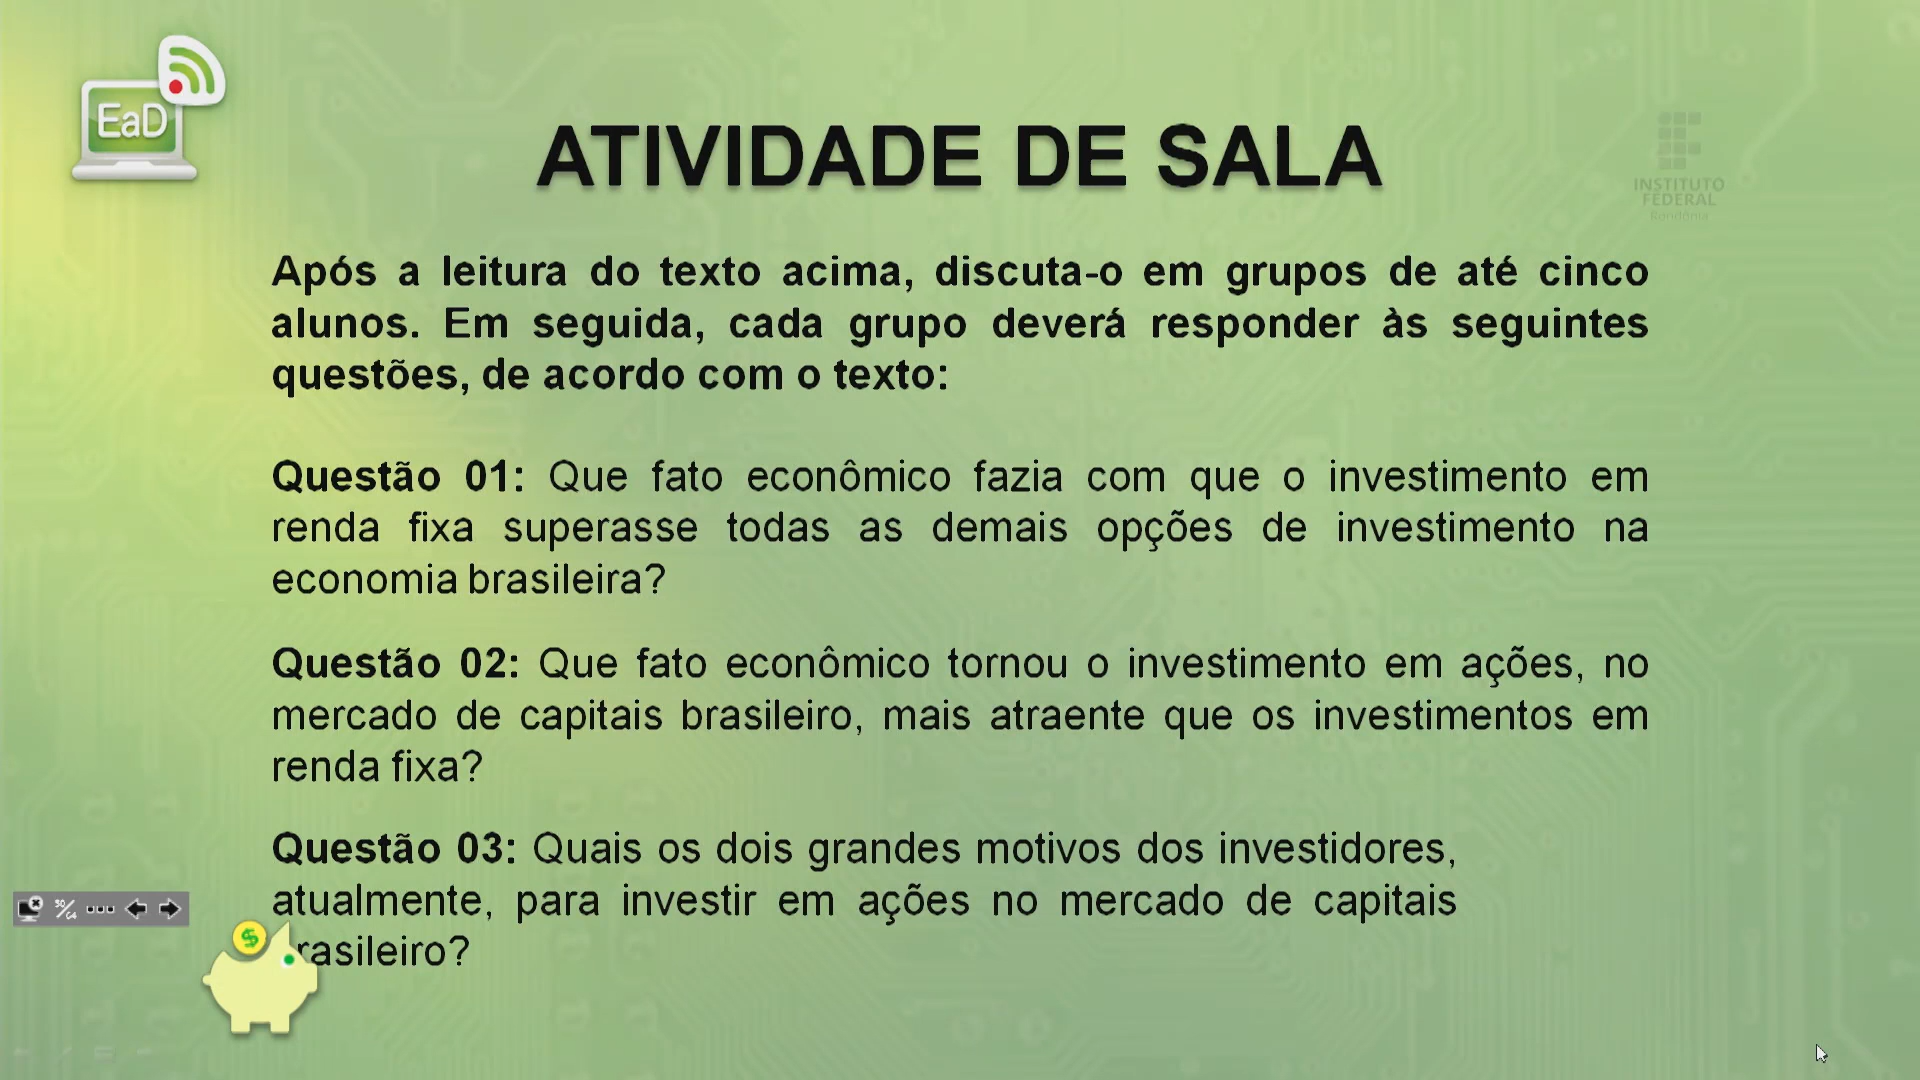 EaD
ATIVIDADE DE SALA
INSTITUTO
FEDERAL
Rondônia
Após a leitura do texto acima, discuta-o em grupos de até cinco
alunos. Em seguida, cada grupo deverá responder às seguintes
questões, de acordo com o texto:
Questão 01: Que fato econômico fazia com que o investimento em
renda fixa superasse todas as demais opções de investimento na
economia brasileira?
Questão 02: Que fato econômico tornou o investimento em ações, no
mercado de capitais brasileiro, mais atraente que os investimentos em
renda fixa?
Questão 03: Quais os dois grandes motivos dos investidores,
atualmente, para investir em ações no mercado de capitais
rasileiro?
$